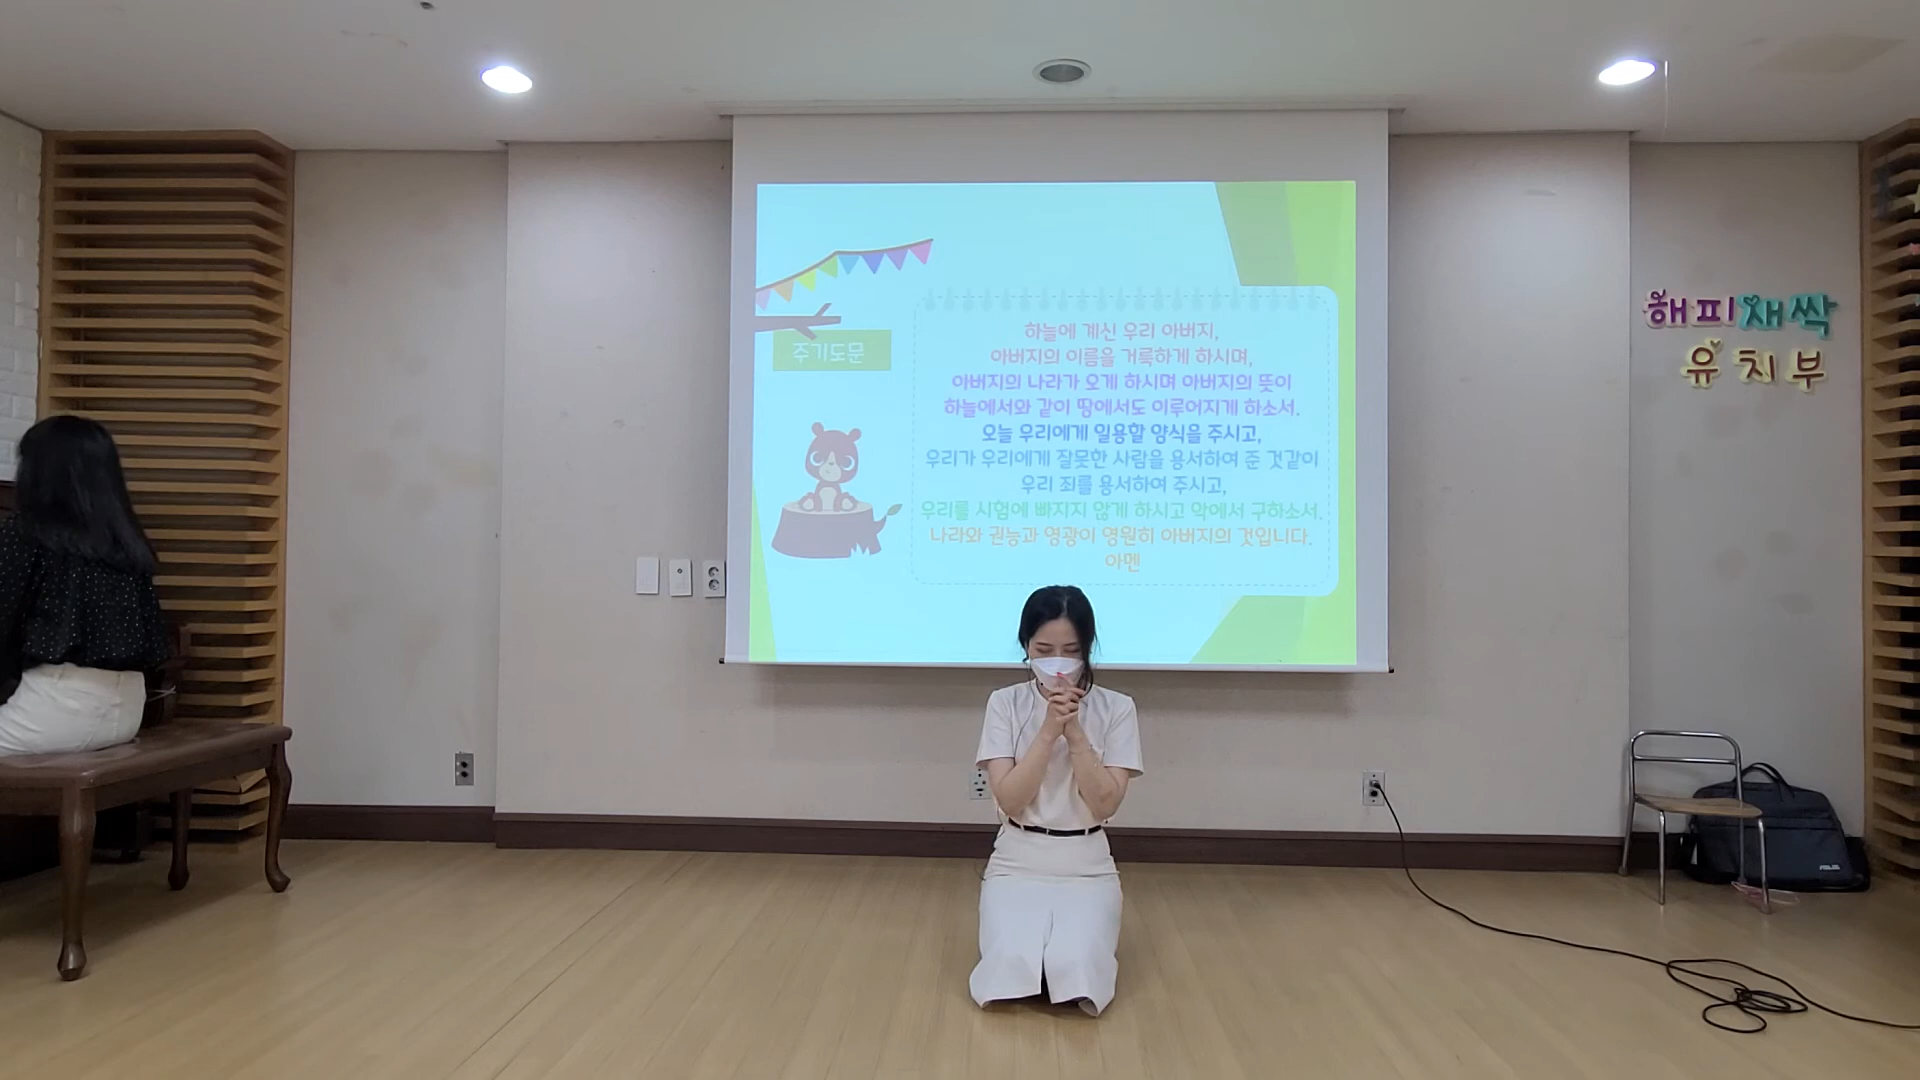 주기도문
하늘에 계신 우리 아버지,
아버지의 이름을 거룩하게 하시며,
아버지의 나라가 오게 하시며 아버지의 뜻이
하늘에서와 같이 땅에서도 이루어지게 하소서.
오늘 우리에게 일용할 양식을 주시고,
우리가 우리에게 잘못한 사람을 용서하여 준 것같이
우리 죄를 용서하여 주시고,
우리를 시험에 빠지지 않게 하시고 악에서 구하소서.
나라와 권능과 영광이 영원히 아버지의 것입니다.
아멘
해피새싹
유치부
ASUS